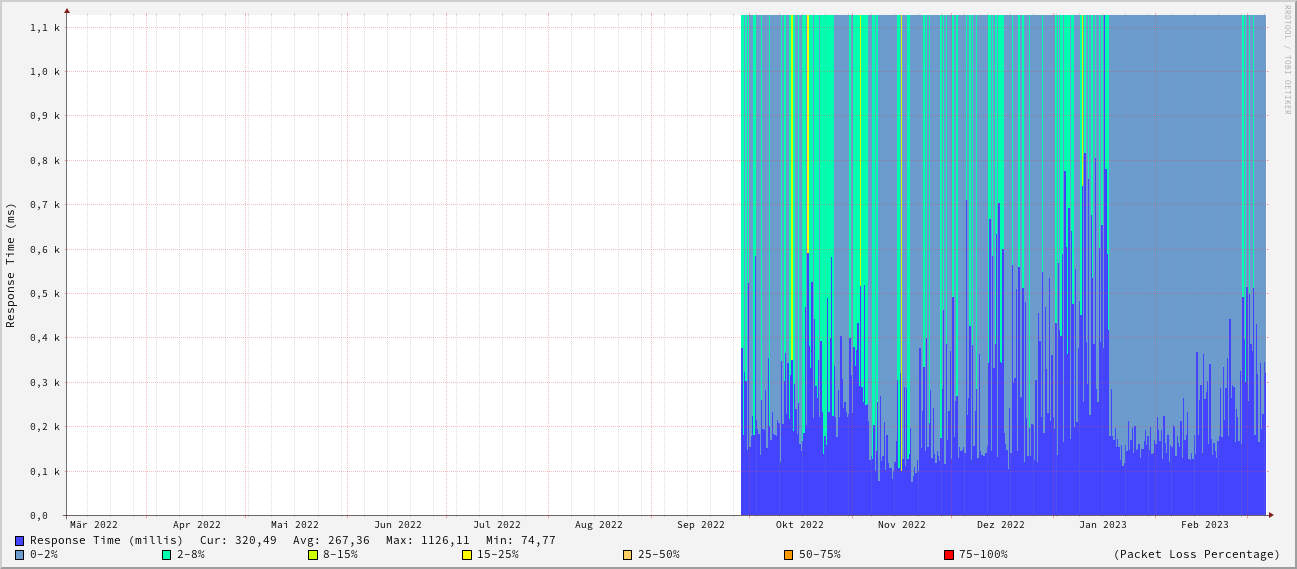 RRDTOOL / TOBI OETIKER
Response Time (ms)
1,1 k
1,0 k
0,9 k
0,8 k
0,7 k
0,6 k
0,5 k
0,4 k
0,3 k
0,2 k
0,1 k
0,0
Mär 2022 Apr 2022 Mai 2022 Jun 2022 Jul 2022 Aug 2022 Sep 2022 Okt 2022 Nov 2022 Dez 2022 Jan 2023 Feb 2023
Response Time (millis) Cur: 320,49 Avg: 267,36 Max: 1126,11 Min: 74,77
0-2% 2-8% 8-15% 15-25% 25-50% 50-75% 75-100% (Packet Loss Percentage)